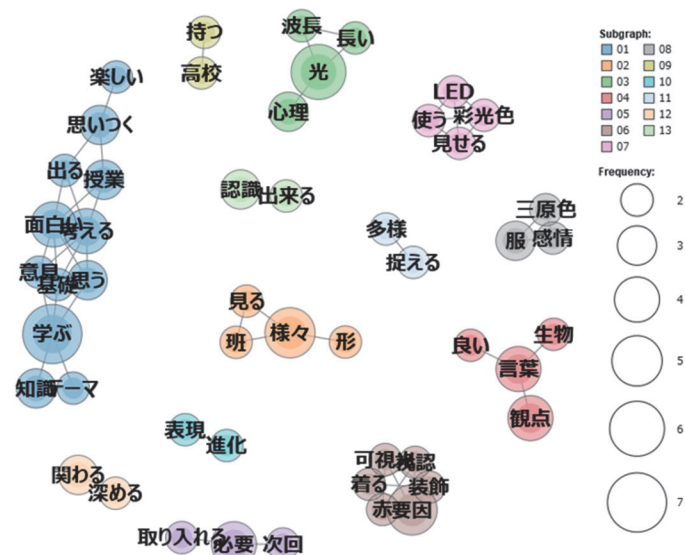 持つ
高校
波長
長い
光
心理
楽しい
思いつく
出る
授業
面白い
考える
意見
基礎
思う
学ぶ
知識
テーマ
LED
使う
彩光色
見せる
認識
出来る
多様
捉える
三原色
服
感情
見る
班
様々
形
良い
生物
言葉
観点
表現
進化
関わる
深める
着る
装飾
赤
要因
取り入れる
必要
次回
Subgraph:
01
02
03
04
05
06
07
08
09
10
11
12
13
Frequency:
2
3
4
5
6
7